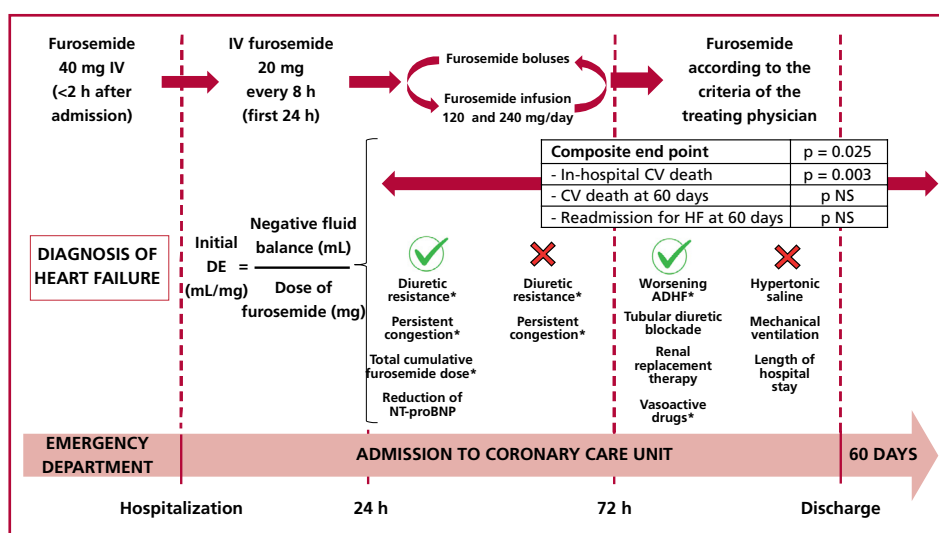 Furosemide
40 mg IV
(<2 h after
admission)
IV furosemide
20 mg
every 8 h
(first 24 h)
Furosemide boluses
Furosemide infusion
120 and 240 mg/day
Furosemide
according to the
criteria of the
treating physician
Composite end point p = 0.025
- In-hospital CV death p = 0.003
- CV death at 60 days p NS
- Readmission for HF at 60 days p NS
DIAGNOSIS OF
HEART FAILURE
Initial
DE =
(mL/mg)
Negative fluid
balance (mL)
Dose of
furosemide (mg)
Diuretic
resistance*
Persistent
congestion*
Total cumulative
furosemide dose*
Reduction of
NT-proBNP
Diuretic
resistance*
Persistent
congestion*
Worsening
ADHF*
Tubular diuretic
blockade
Renal
replacement
therapy
Vasoactive
drugs*
Hypertonic
saline
Mechanical
ventilation
Length of
hospital
stay
EMERGENCY
DEPARTMENT
ADMISSION TO CORONARY CARE UNIT
60 DAYS
Hospitalization
24 h
72 h
Discharge